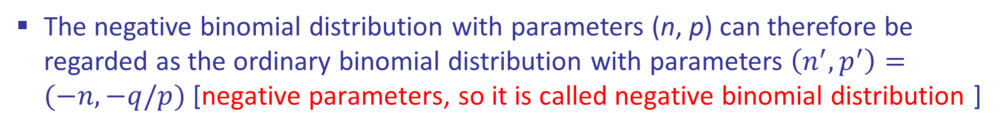 ▪ The negative binomial distribution with parameters (n, p) can therefore be
regarded as the ordinary binomial distribution with parameters (n′, p′) =
(−n, −q/p) [negative parameters, so it is called negative binomial distribution ]